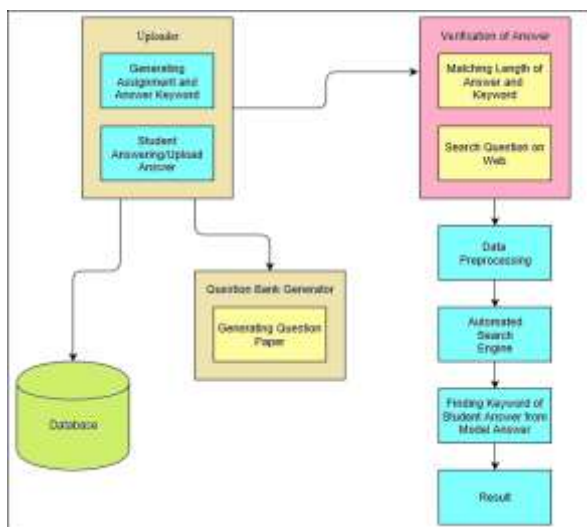 Uploader
Generating
Assignment and
Answer Keyword
Student
Answering/Upload
Answer
Verification of Answer
Matching Length of
Answer and
Keyword
Search Question on
Web
Data
Preprocessing
Question Bank Generator
Generating Question
Paper
Automated
Search
Engine
Database
Finding Keyword of
Student Answer from
Model Answer
Result